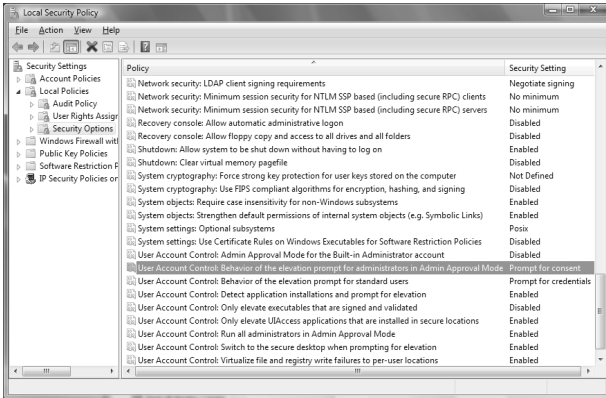 Local Security Policy
File Action View Help
Security Settings
Account Policies
Local Policies
Audit Policy
User Rights Assigr
Security Options
Windows Firewall with
Public Key Policies
Software Restriction P
IP Security Policies or
Policy Security Setting
Network security: LDAP client signing requirements Negotiate signing
Network security: Minimum session security for NTLM SSP based (including secure RPC) clients No minimum
Network security: Minimum session security for NTLM SSP based (including secure RPC) servers No minimum
Recovery console: Allow automatic administrative logon Disabled
Recovery console: Allow floppy copy and access to all drives and all folders Disabled
Shutdown: Allow system to be shut down without having to log on Enabled
Shutdown: Clear virtual memory pagefile Disabled
System cryptography: Force strong key protection for user keys stored on the computer Not Defined
System cryptography: Use FIPS compliant algorithms for encryption, hashing, and signing Disabled
System objects: Require case insensitivity for non-Windows subsystems Enabled
System objects: Strengthen default permissions of internal system objects (e.g. Symbolic Links) Enabled
System settings: Optional subsystems Posix
System settings: Use Certificate Rules on Windows Executables for Software Restriction Policies Disabled
User Account Control: Admin Approval Mode for the Built-in Administrator account Disabled
User Account Control: Behavior of the elevation prompt for administrators in Admin Approval Mode Prompt for consent
User Account Control: Behavior of the elevation prompt for standard users Prompt for credentials
User Account Control: Detect application installations and prompt for elevation Enabled
User Account Control: Only elevate executables that are signed and validated Disabled
User Account Control: Only elevate UIAccess applications that are installed in secure locations Enabled
User Account Control: Run all administrators in Admin Approval Mode Enabled
User Account Control: Switch to the secure desktop when prompting for elevation Enabled
User Account Control: Virtualize file and registry write failures to per-user locations Enabled